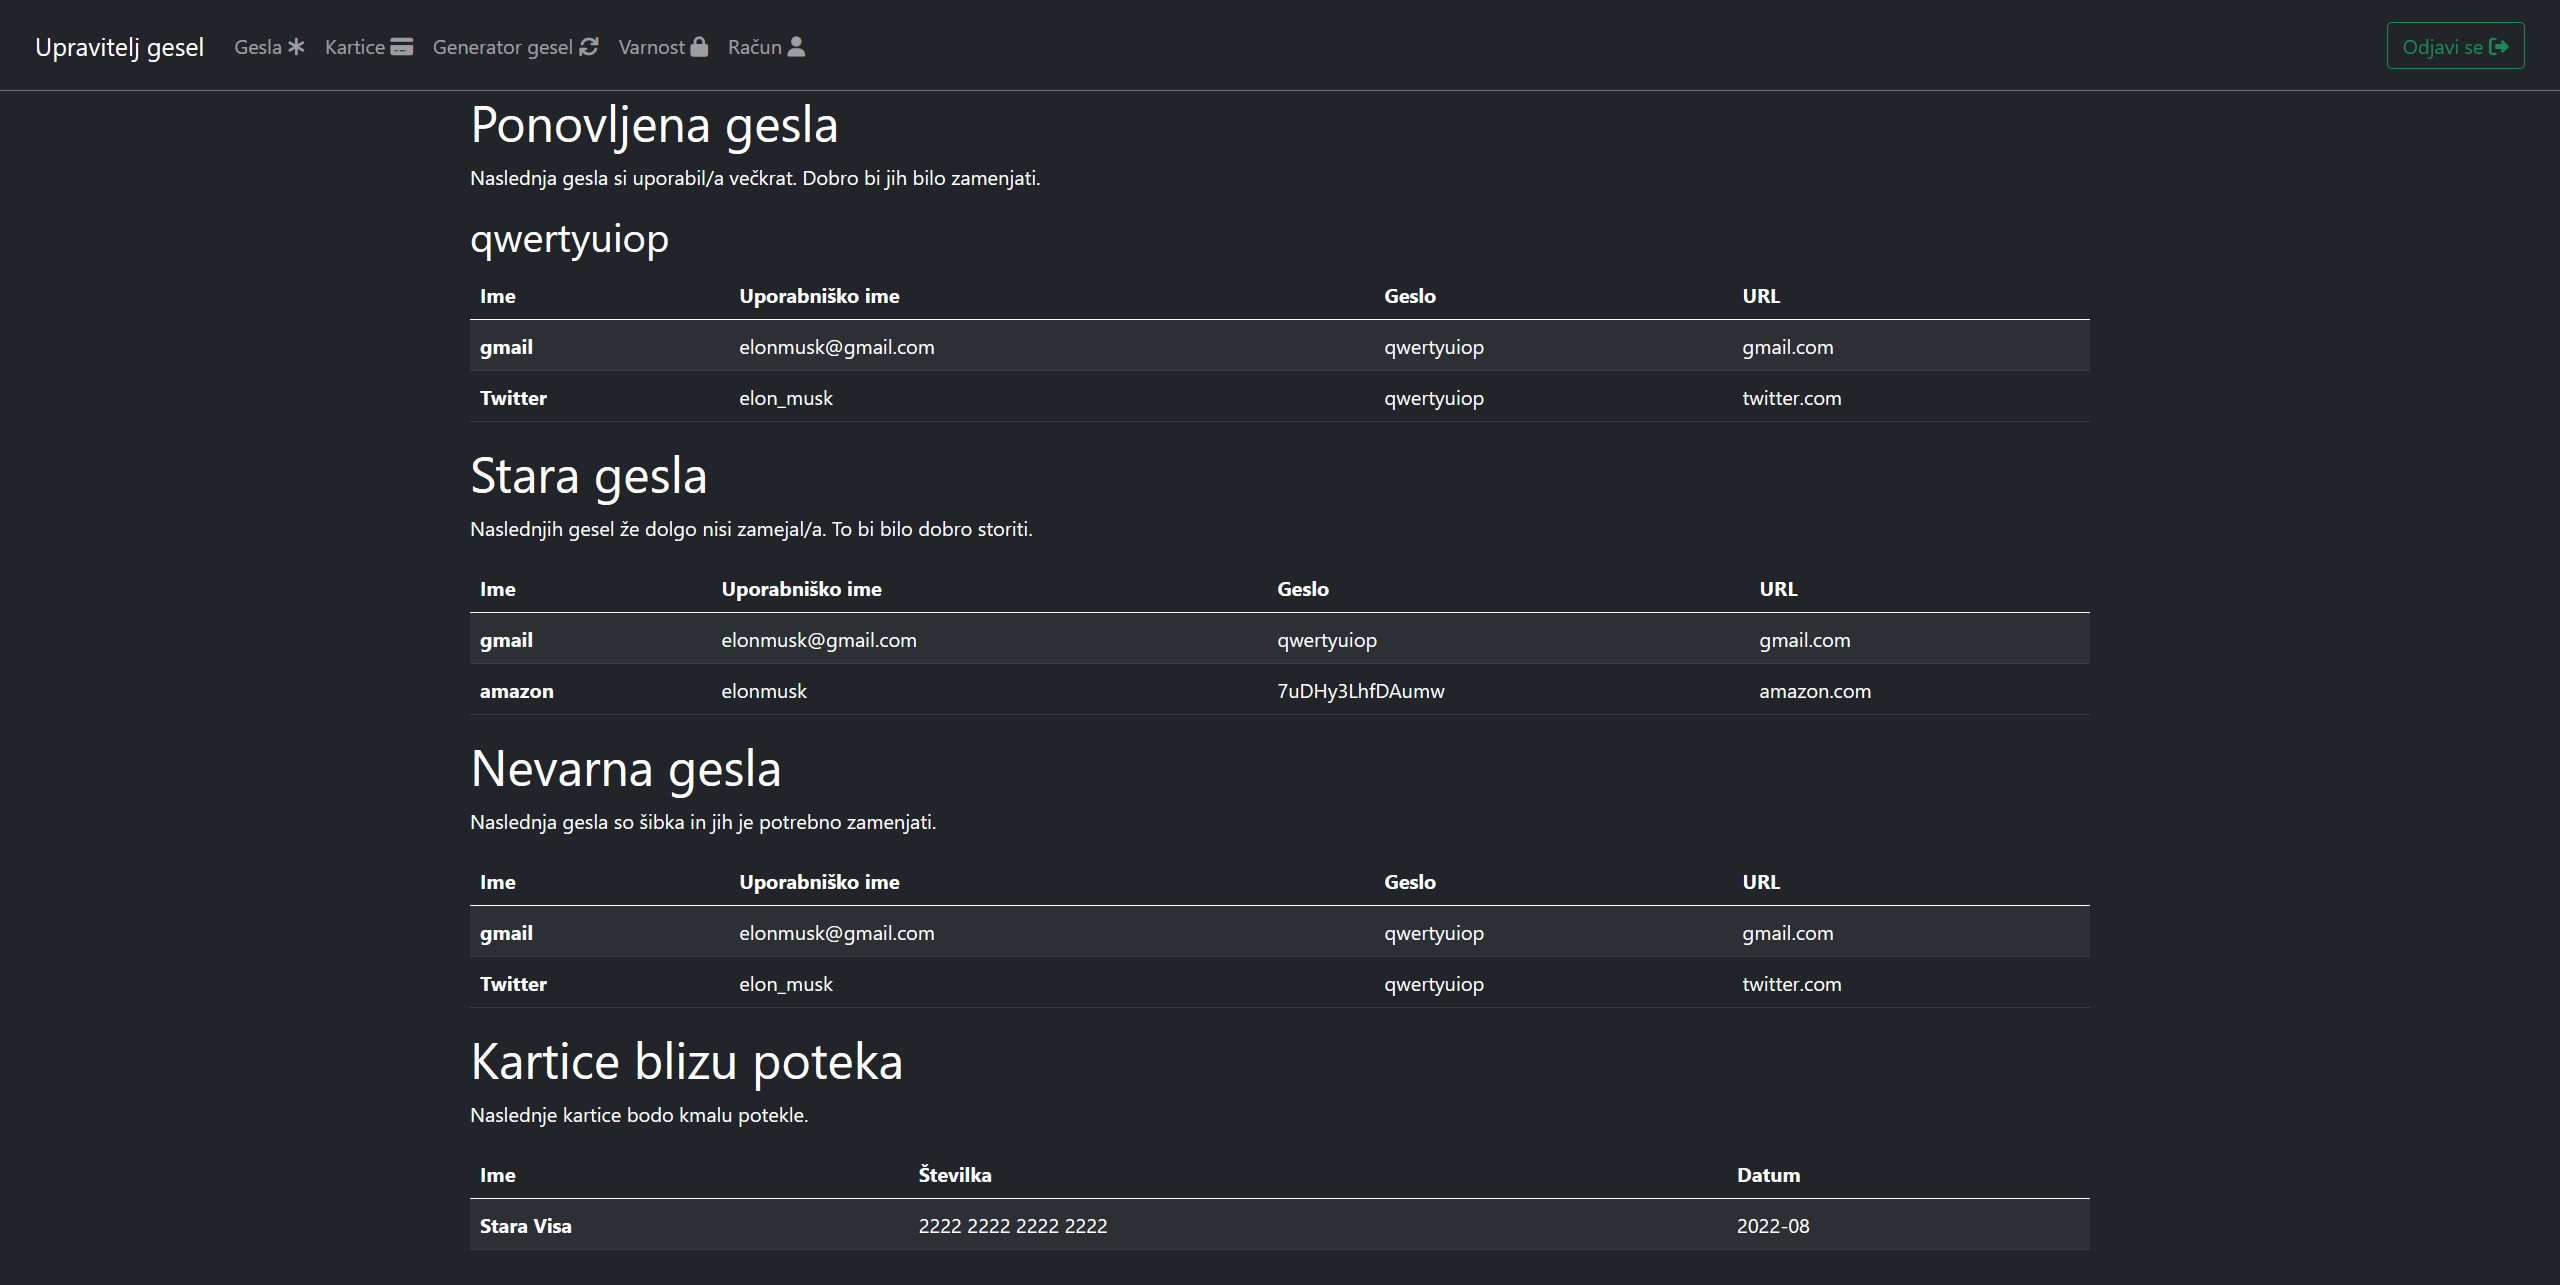 Upravitelj gesel Gesla Kartice Generator gesel Varnost Račun Odjavi se
Ponovljena gesla
Naslednja gesla si uporabil/a večkrat. Dobro bi jih bilo zamenjati.
qwertyuiop
Ime Uporabniško ime Geslo URL
gmail elonmusk@gmail.com qwertyuiop gmail.com
Twitter elon_musk qwertyuiop twitter.com
Stara gesla
Naslednjih gesel že dolgo nisi zamejal/a. To bi bilo dobro storiti.
Ime Uporabniško ime Geslo URL
gmail elonmusk@gmail.com qwertyuiop gmail.com
amazon elonmusk 7uDHy3LhfDAumw amazon.com
Nevarna gesla
Naslednja gesla so šibka in jih je potrebno zamenjati.
Ime Uporabniško ime Geslo URL
gmail elonmusk@gmail.com qwertyuiop gmail.com
Twitter elon_musk qwertyuiop twitter.com
Kartice blizu poteka
Naslednje kartice bodo kmalu potekle.
Ime Številka Datum
Stara Visa 2222 2222 2222 2222 2022-08